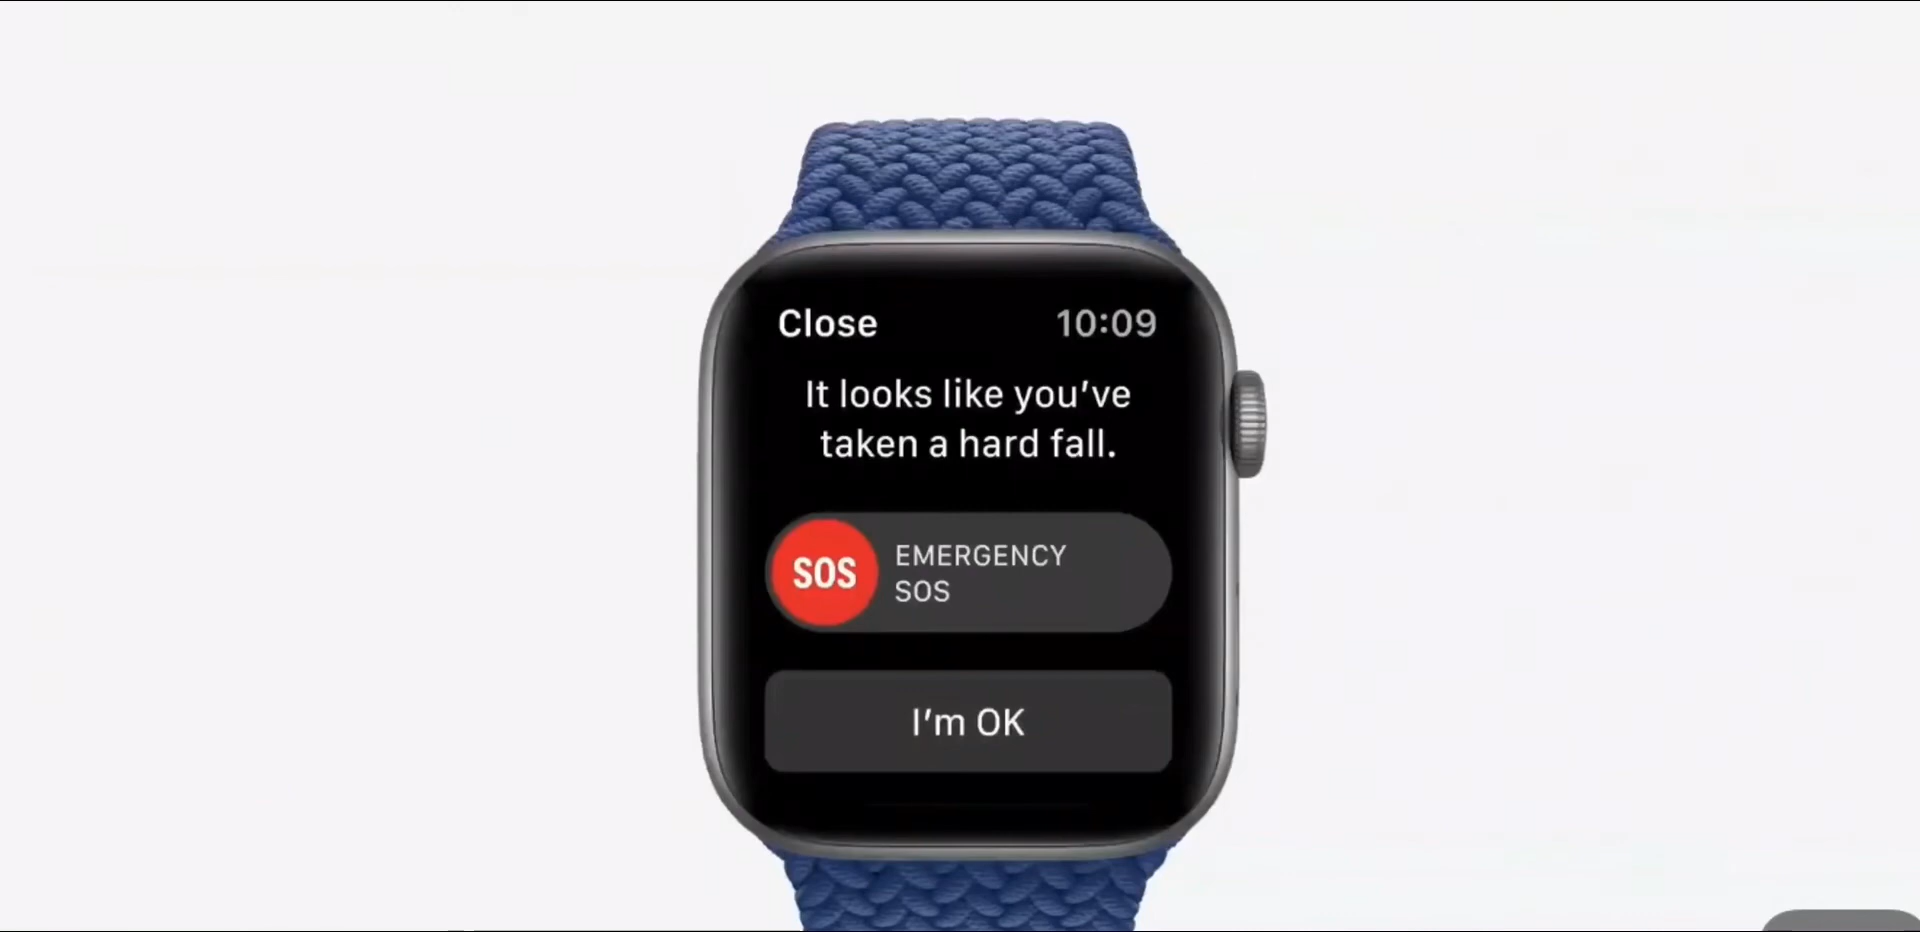 Close 10:09
It looks like you've
taken a hard fall.
SOS EMERGENCY
SOS
I'm OK